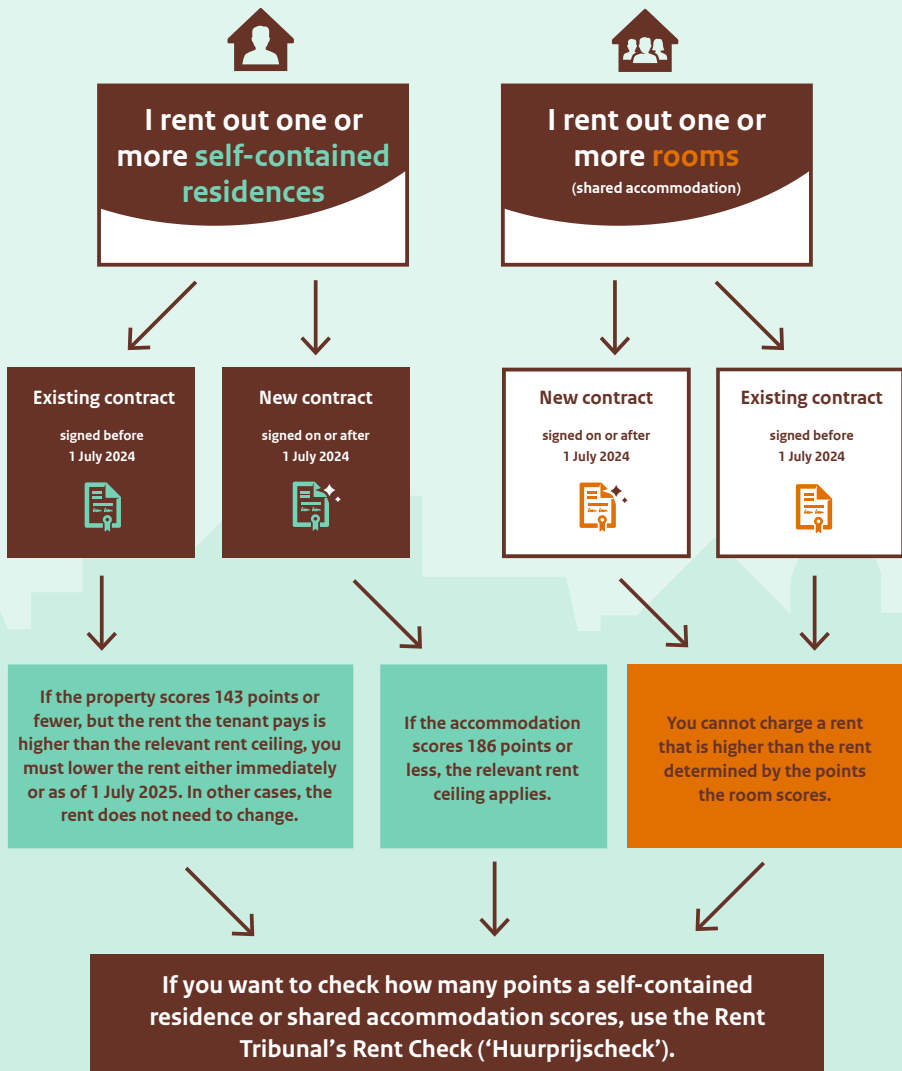 I rent out one or
more self-contained
residences
I rent out one or
more rooms
(shared accommodation)
Existing contract
signed before
1 July 2024
New contract
signed on or after
1 July 2024
New contract
signed on or after
1 July 2024
Existing contract
signed before
1 July 2024
If the property scores 143 points or
fewer, but the rent the tenant pays is
higher than the relevant rent ceiling, you
must lower the rent either immediately
or as of 1 July 2025. In other cases, the
rent does not need to change.
If the accommodation
scores 186 points or
less, the relevant rent
ceiling applies.
You cannot charge a rent
that is higher than the rent
determined by the points
the room scores.
If you want to check how many points a self-contained
residence or shared accommodation scores, use the Rent
Tribunal’s Rent Check (‘Huurprijscheck’).